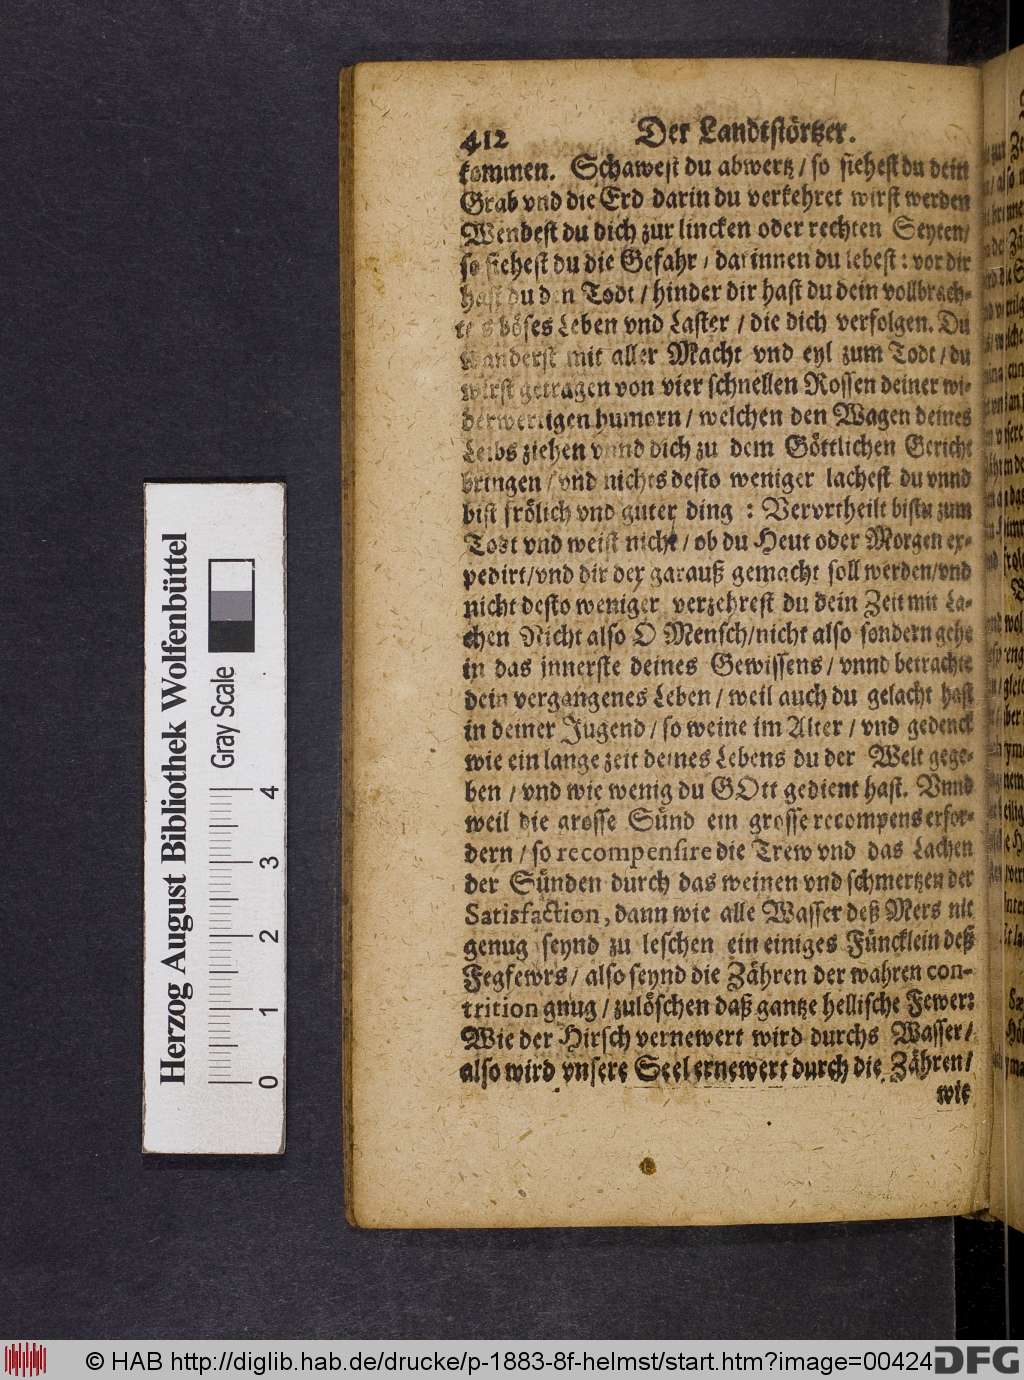 412 Der Landtstörtzer.
kommen. Schawest du abwertz / so siehest du dein
Grab vnd die Erd darin du verkehret wirst werden
Wendest du dich zur lincken oder rechten Seyten/
so siehest du die Gefahr / darinnen du lebest : vor dir
hast du den Todt / hinder dir hast du dein vollbrach-
tes böses Leben vnd Laster / die dich verfolgen. Du
wanderst mit aller Macht vnd eyl zum Todt / du
wirst getragen von vier schnellen Rossen deiner wi-
derwertigen humorn / welchen den Wagen deines
Leibs ziehen vnnd dich zu dem Göttlichen Gericht
bringen / vnd nichts desto weniger lachest du vnnd
bist frölich vnd guter ding : Vervrtheilt bistu zum
Todt vnd weist nicht / ob du Heut oder Morgen ex-
pedirt/vnd dir der garauß gemacht soll werden/vnd
nicht desto weniger verzehrest du dein Zeit mit La-
chen Nicht also O Mensch/nicht also sondern gehe
in das innerste deines Gewissens / vnnd betrachte
dein vergangenes Leben / weil auch du gelacht hast
in deiner Jugend / so weine im Alter / vnd gedenck
wie ein lange zeit deines Lebens du der Welt gege-
ben / vnd wie wenig du GOtt gedient hast. Vnnd
weil die grosse Sünd ein grosse recompens erfor-
dern / so recompensire die Trew vnd das Lachen
der Sünden durch das weinen vnd schmertzen der
Satisfaction, dann wie alle Wasser deß Mers nit
genug seynd zu leschen ein einiges Füncklein deß
Fegfewrs / also seynd die Zähren der wahren con-
trition gnug / zulöschen daß gantze hellische Fewer:
Wie der Hirsch vernewert wird durchs Wasser /
also wird vnsere Seel ernewert durch die Zähren /
wie
Herzog August Bibliothek Wolfenbüttel
Gray Scale
0 1 2 3 4
© HAB http://diglib.hab.de/drucke/p-1883-8f-helmst/start.htm?image=00424
DFG